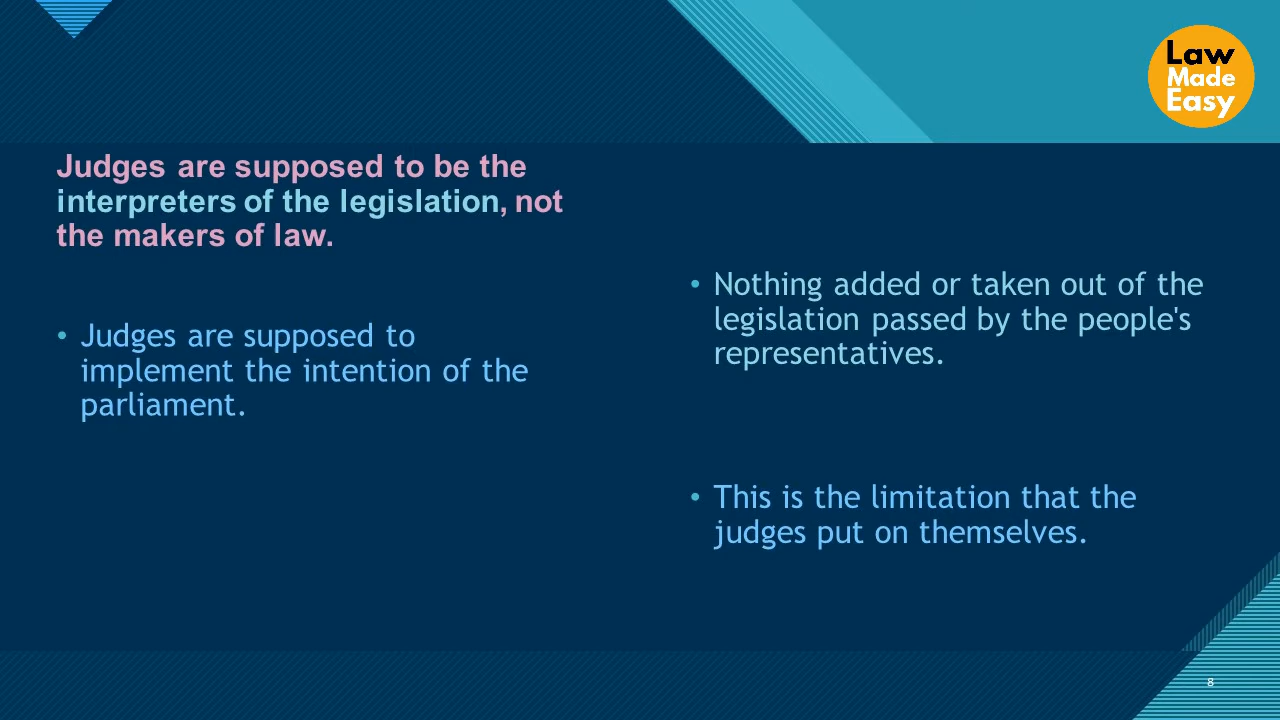 Law
Made
Easy
Judges are supposed to be the
interpreters of the legislation, not
the makers of law.
• Judges are supposed to
implement the intention of the
parliament.
• Nothing added or taken out of the
legislation passed by the people's
representatives.
• This is the limitation that the
judges put on themselves.
8